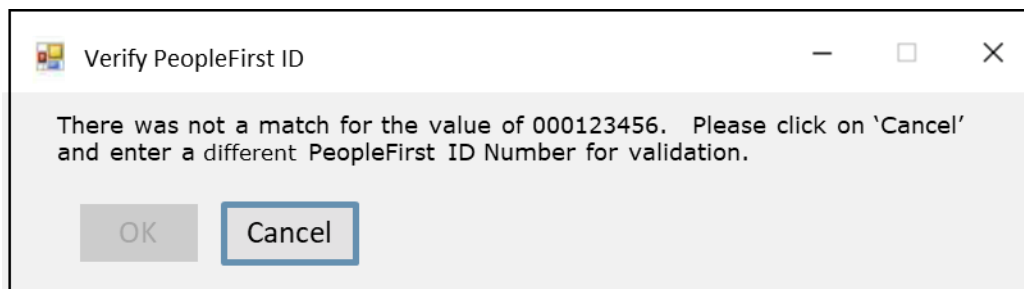 Verify PeopleFirst ID
There was not a match for the value of 000123456.  Please click on ‘Cancel’
and enter a different PeopleFirst ID Number for validation.
OK
Cancel